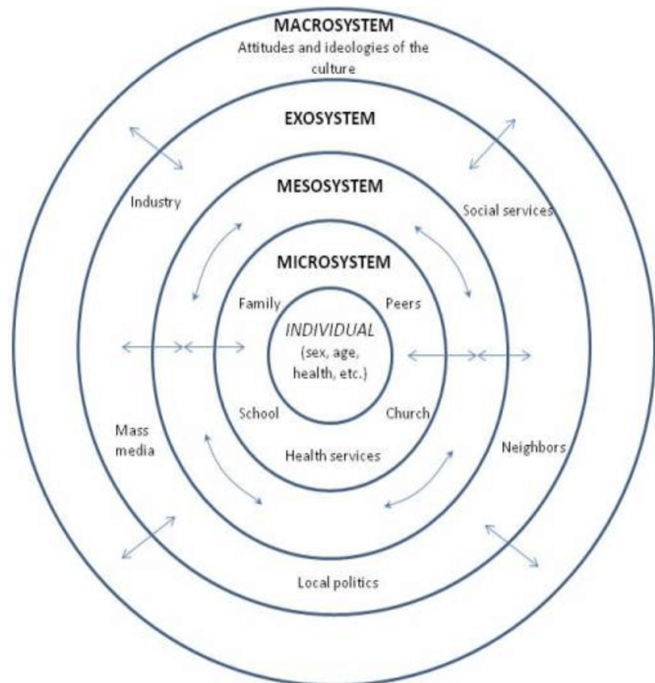 MACROSYSTEM
Attitudes and ideologies of the
culture
EXOSYSTEM
MESOSYSTEM
Industry
Social services
MICROSYSTEM
Family
Peers
INDIVIDUAL
(sex, age,
health, etc.)
School
Church
Mass
media
Health services
Neighbors
Local politics